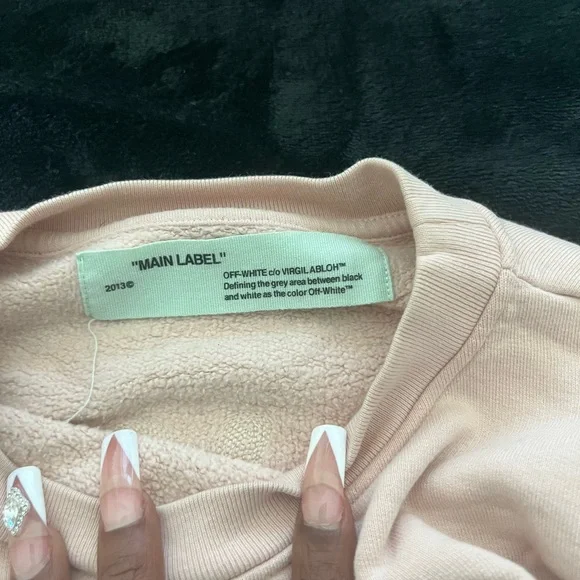 "MAIN LABEL"
2013©
OFF-WHITE c/o VIRGIL ABLOH™
Defining the grey area between black
and white as the color Off-White™